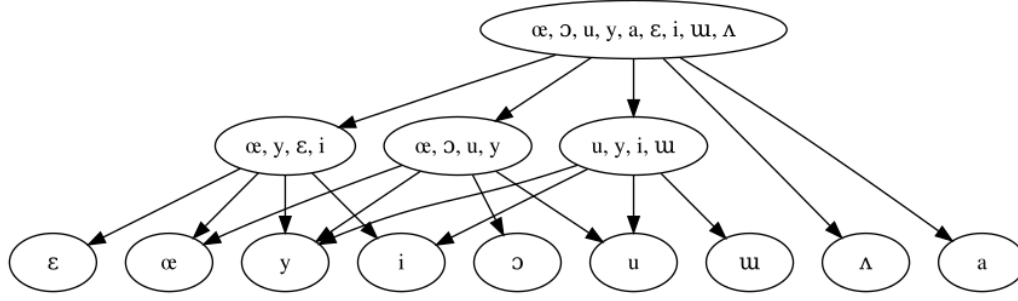 œ, ɔ, u, y, a, ɛ, i, ɯ, ʌ
œ, y, ɛ, i
œ, ɔ, u, y
u, y, i, ɯ
ɛ
œ
y
i
ɔ
u
ɯ
ʌ
a